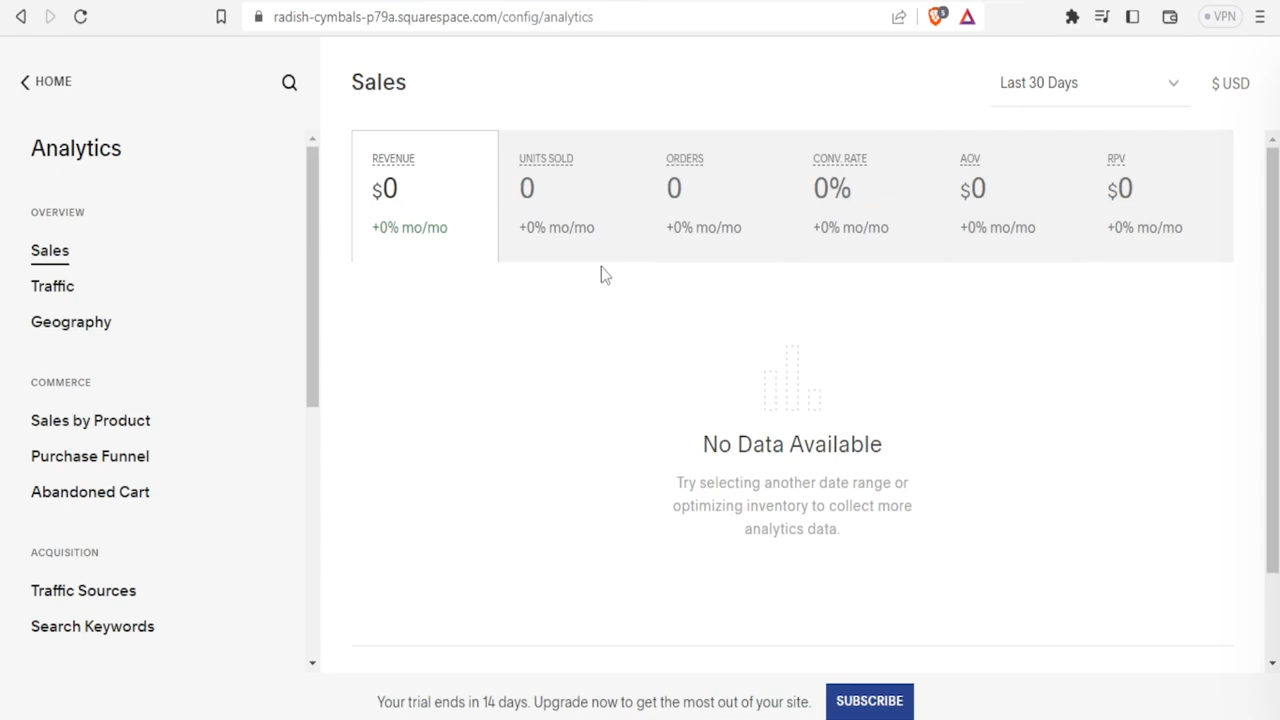 radish-cymbals-p79a.squarespace.com/config/analytics
5
VPN
HOME
Analytics
OVERVIEW
Sales
Traffic
Geography
COMMERCE
Sales by Product
Purchase Funnel
Abandoned Cart
ACQUISITION
Traffic Sources
Search Keywords
Sales
Last 30 Days
$ USD
REVENUE
$0
+0% mo/mo
UNITS SOLD
0
+0% mo/mo
ORDERS
0
+0% mo/mo
CONV. RATE
0%
+0% mo/mo
AOV
$0
+0% mo/mo
RPV
$0
+0% mo/mo
No Data Available
Try selecting another date range or
optimizing inventory to collect more
analytics data.
Your trial ends in 14 days. Upgrade now to get the most out of your site.
SUBSCRIBE